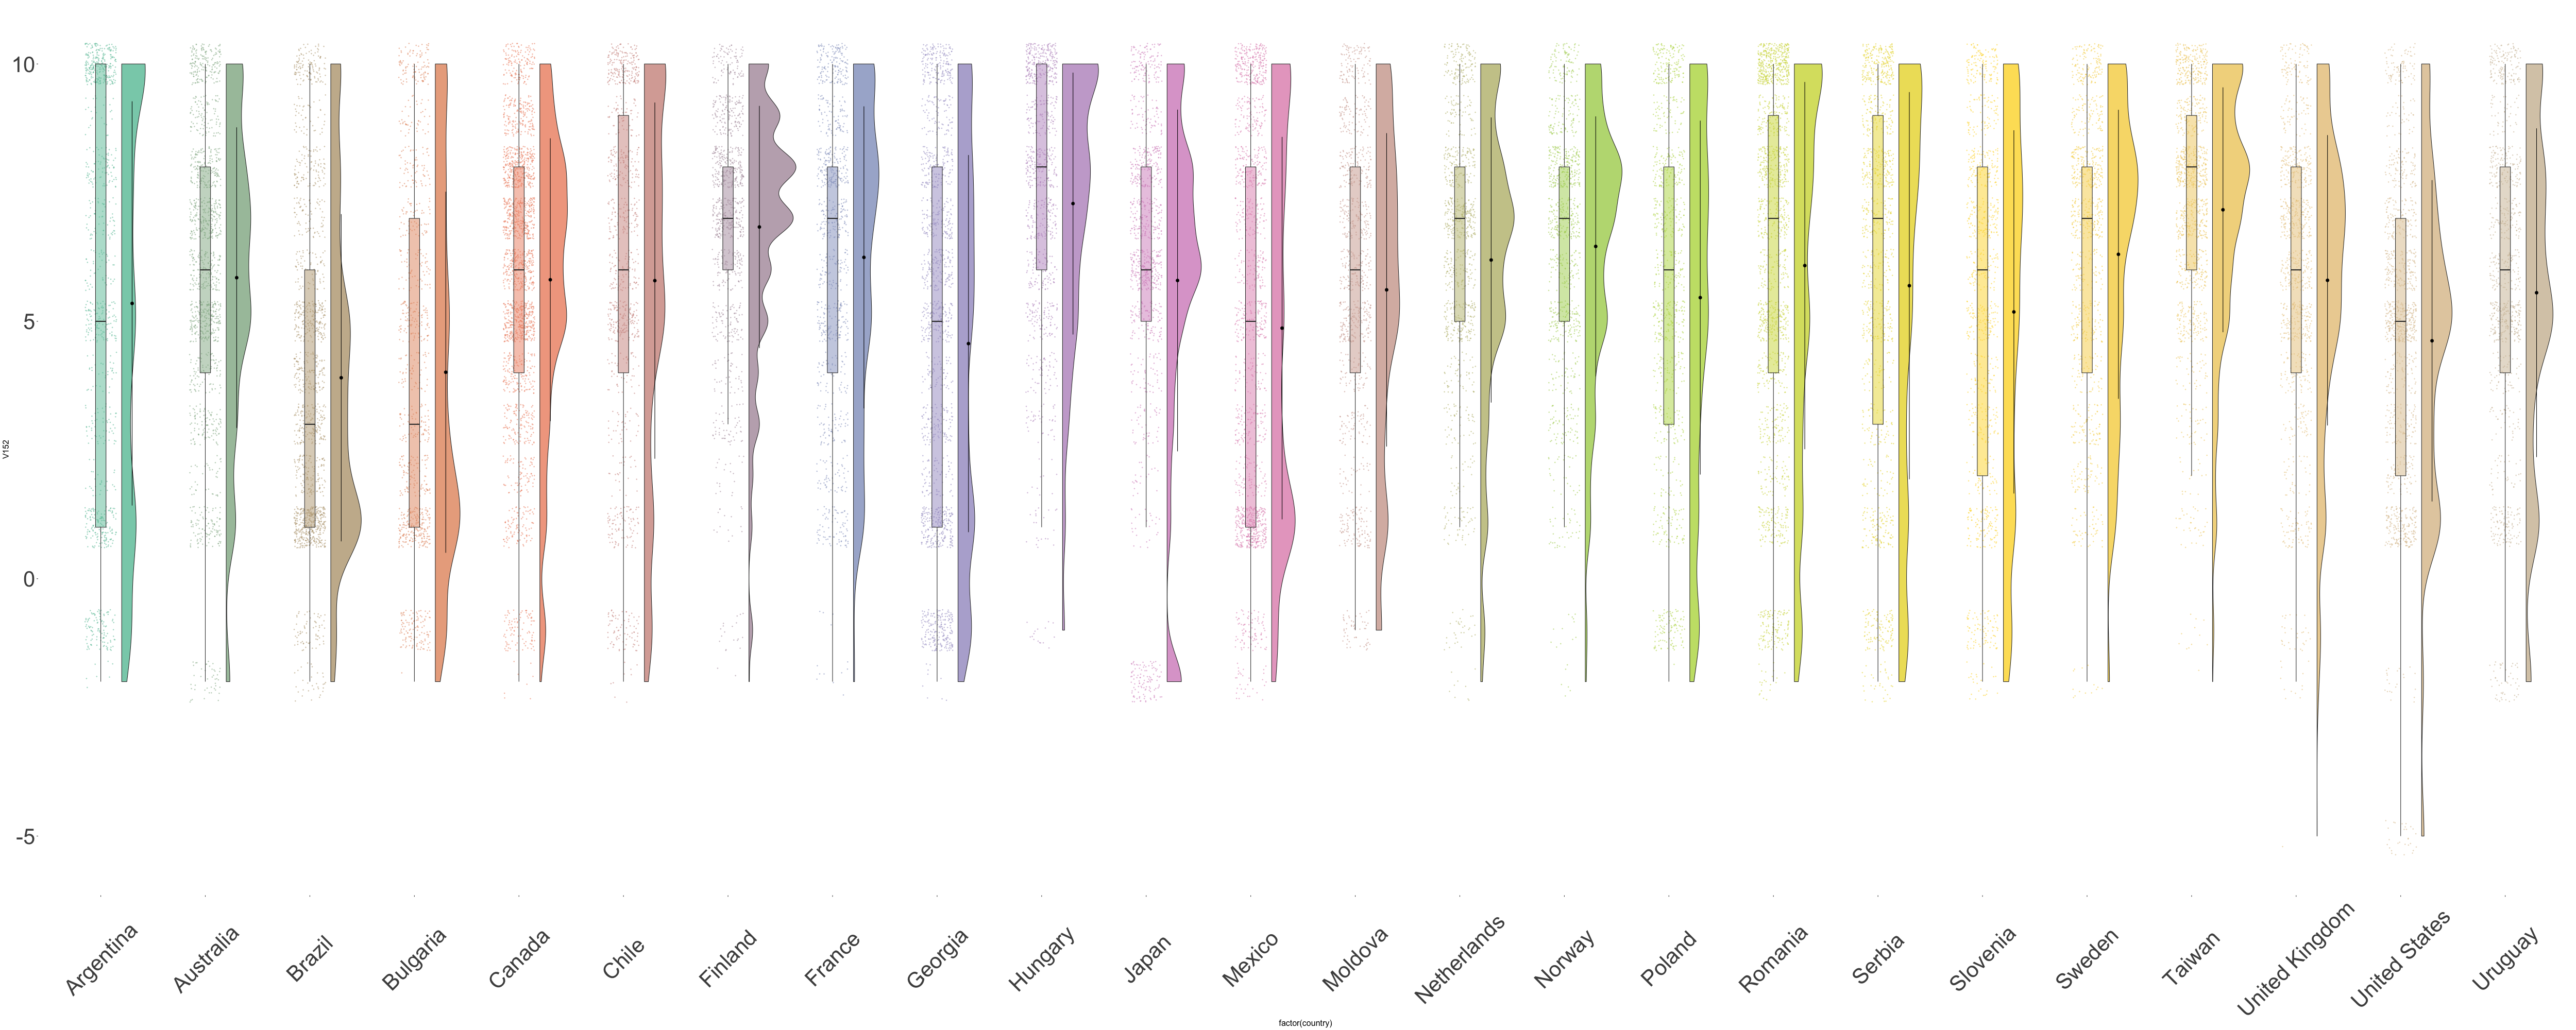 10
5
0
-5
V152
Argentina
Australia
Brazil
Bulgaria
Canada
Chile
Finland
France
Georgia
Hungary
Japan
Mexico
Moldova
Netherlands
Norway
Poland
Romania
Serbia
Slovenia
Sweden
Taiwan
United Kingdom
United States
Uruguay
factor(country)